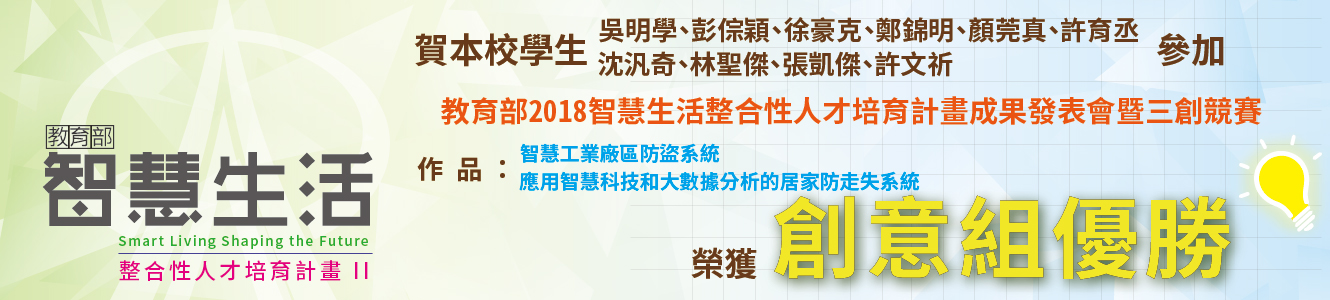 賀本校學生
吳明學、彭倧穎、徐豪克、鄭錦明、顏莞真、許育丞
沈汎奇、林聖傑、張凱傑、許文祈
參加
教育部2018智慧生活整合性人才培育計畫成果發表會暨三創競賽
作品：
智慧工業廠區防盜系統
應用智慧科技和大數據分析的居家防走失系統
榮獲
創意組優勝
教育部
智慧生活
Smart Living Shaping the Future
整合性人才培育計畫 II